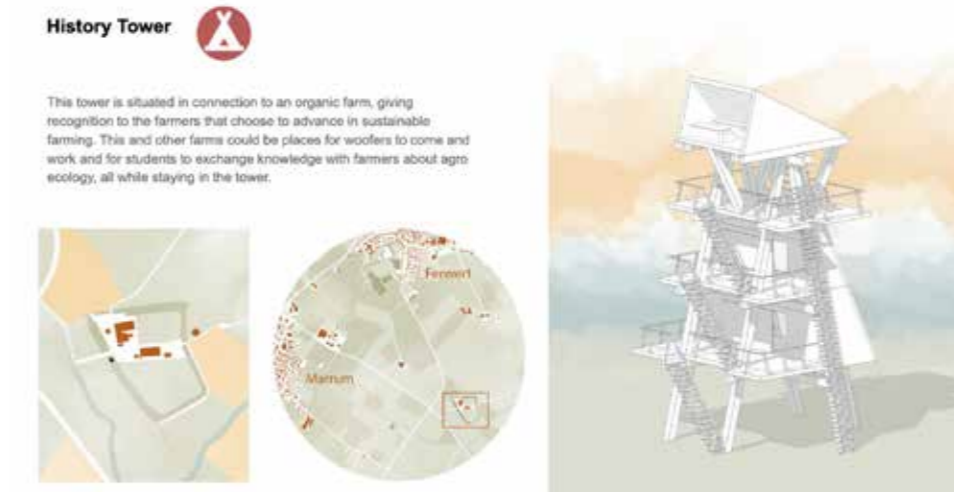 History Tower
This tower is situated in connection to an organic farm, giving
recognition to the farmers that choose to advance in sustainable
farming. This and other farms could be places for woofers to come and
work and for students to exchange knowledge with farmers about agro
ecology, all while staying in the tower.
Ferwert
Marrum